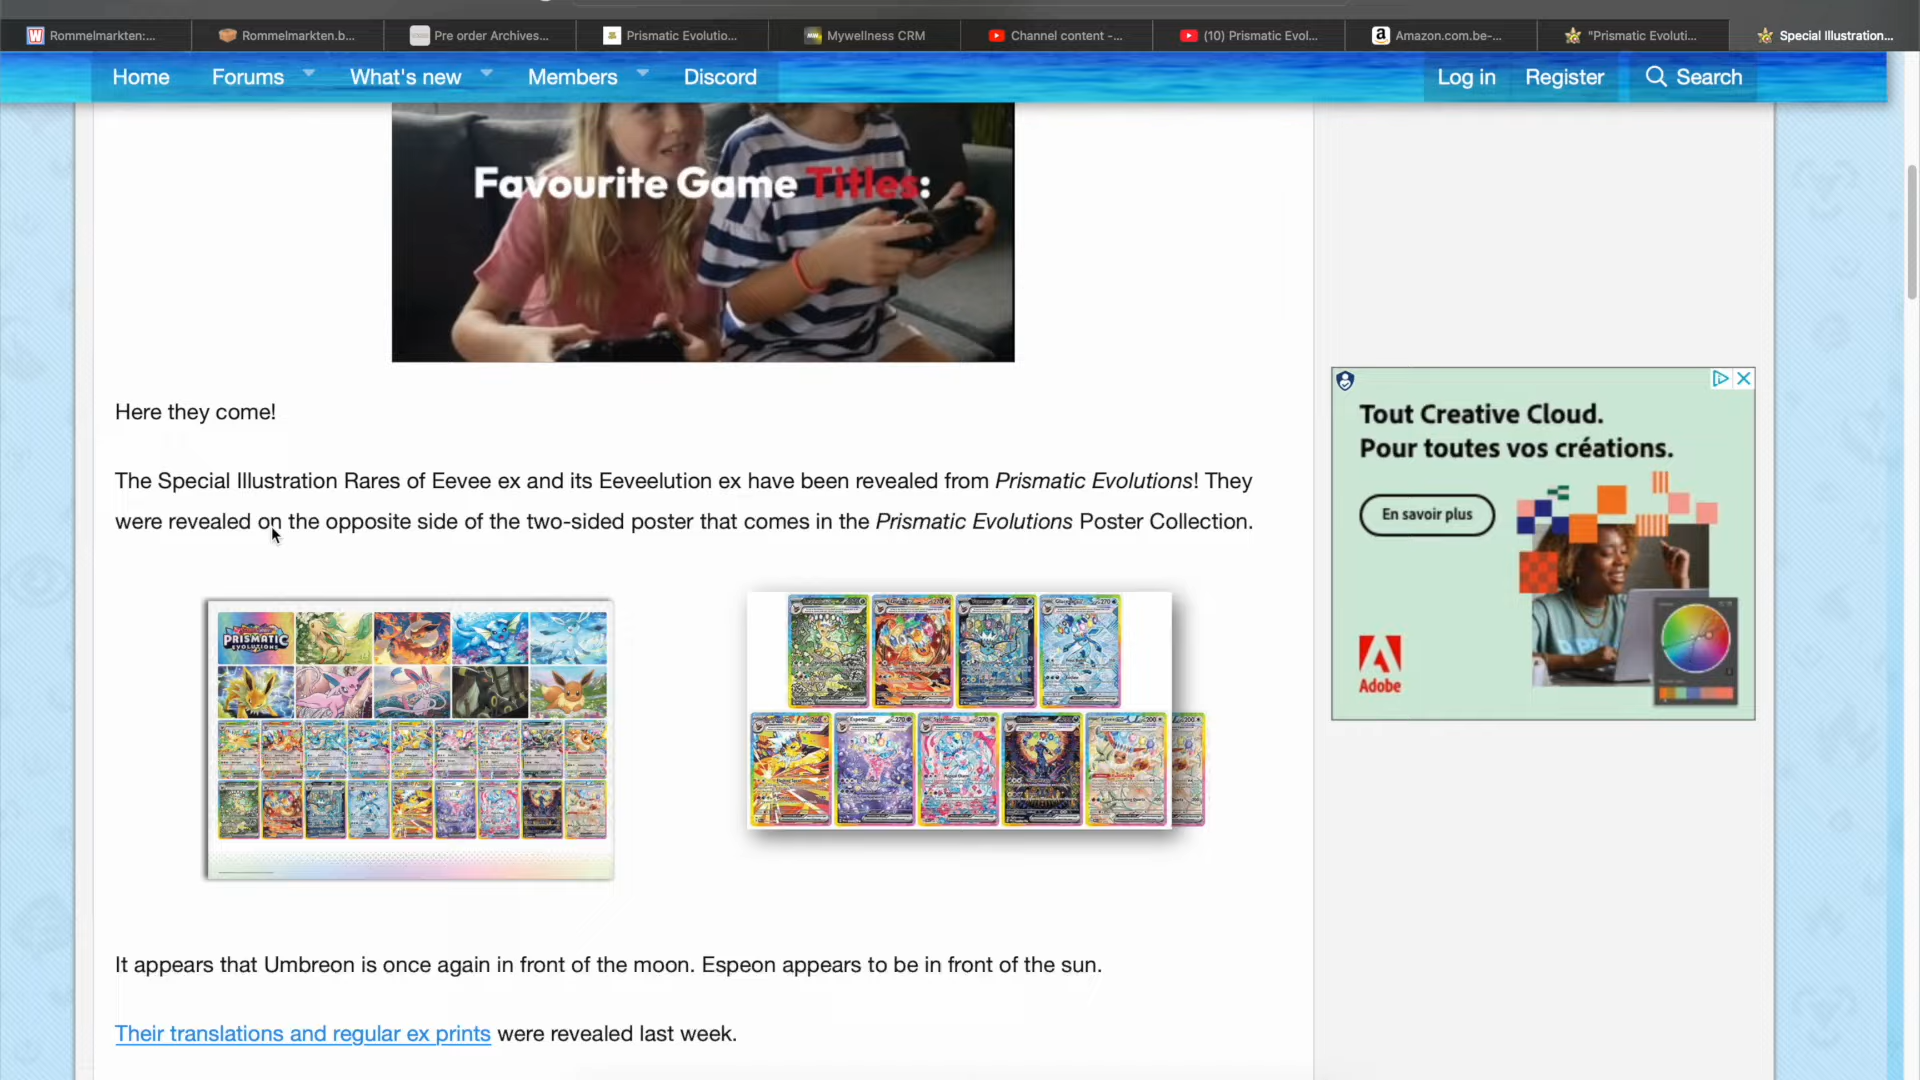 Rommelmarkten:...
Rommelmarkten.b...
Pre order Archives...
Prismatic Evolutio...
Mywellness CRM
Channel content -...
(10) Prismatic Evol...
Amazon.com.be-...
"Prismatic Evoluti...
Special Illustration...
Home
Forums
What's new
Members
Discord
Log in
Register
Search
Favourite Game Titles:
Here they come!
The Special Illustration Rares of Eevee ex and its Eeveelution ex have been revealed from Prismatic Evolutions! They
were revealed on the opposite side of the two-sided poster that comes in the Prismatic Evolutions Poster Collection.
Tout Creative Cloud.
Pour toutes vos créations.
En savoir plus
Adobe
PRISMATIC
EVOLUTIONS
It appears that Umbreon is once again in front of the moon. Espeon appears to be in front of the sun.
Their translations and regular ex prints were revealed last week.